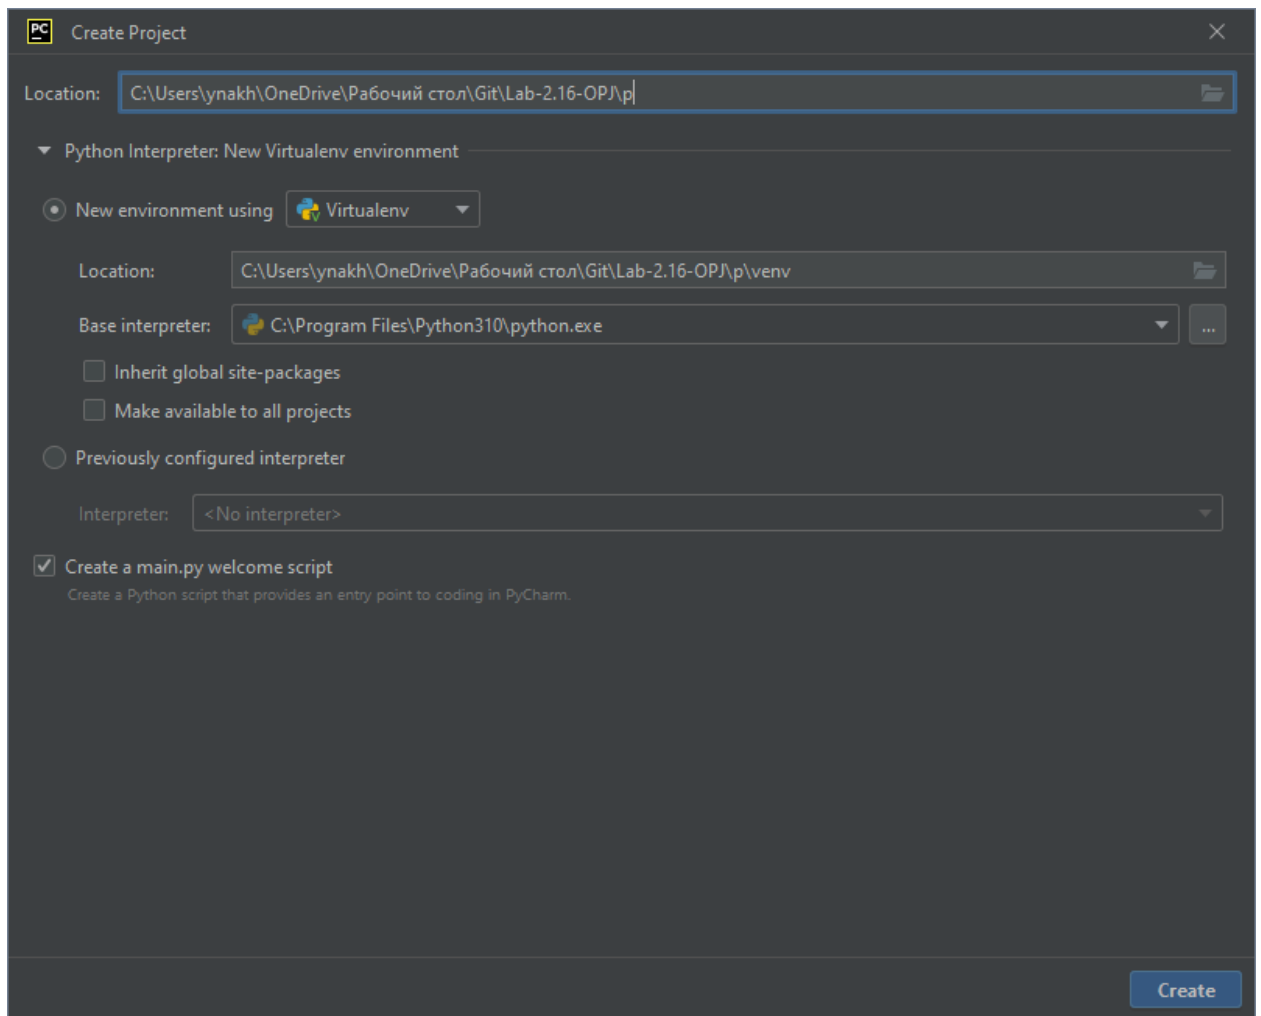 PC Create Project
Location: C:\Users\ynakh\OneDrive\Рабочий стол\Git\Lab-2.16-OPJ\p
Python Interpreter: New Virtualenv environment
New environment using Virtualenv
Location: C:\Users\ynakh\OneDrive\Рабочий стол\Git\Lab-2.16-OPJ\p\venv
Base interpreter: C:\Program Files\Python310\python.exe ...
Inherit global site-packages
Make available to all projects
Previously configured interpreter
Interpreter: <No interpreter>
Create a main.py welcome script
Create a Python script that provides an entry point to coding in PyCharm.
Create